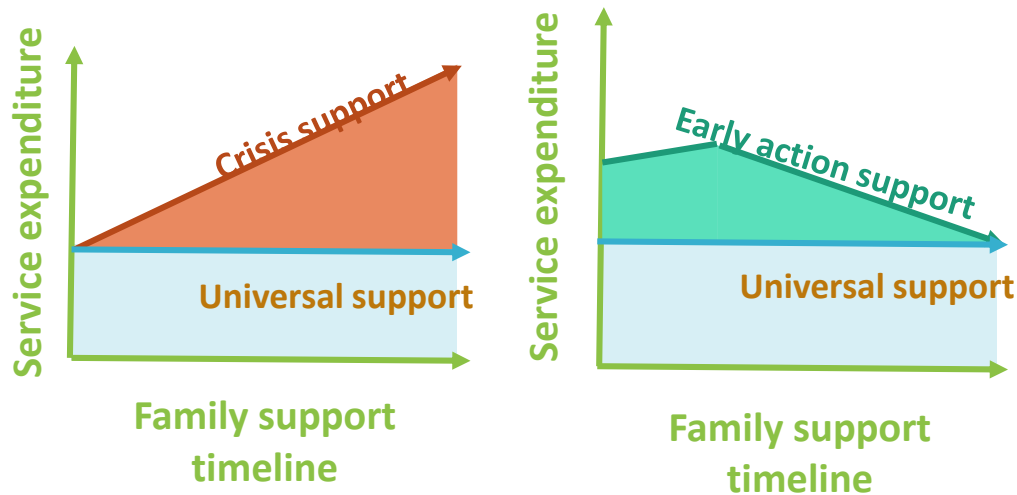 Service expenditure
Crisis support
Universal support
Family support
timeline
Service expenditure
Early action support
Universal support
Family support
timeline